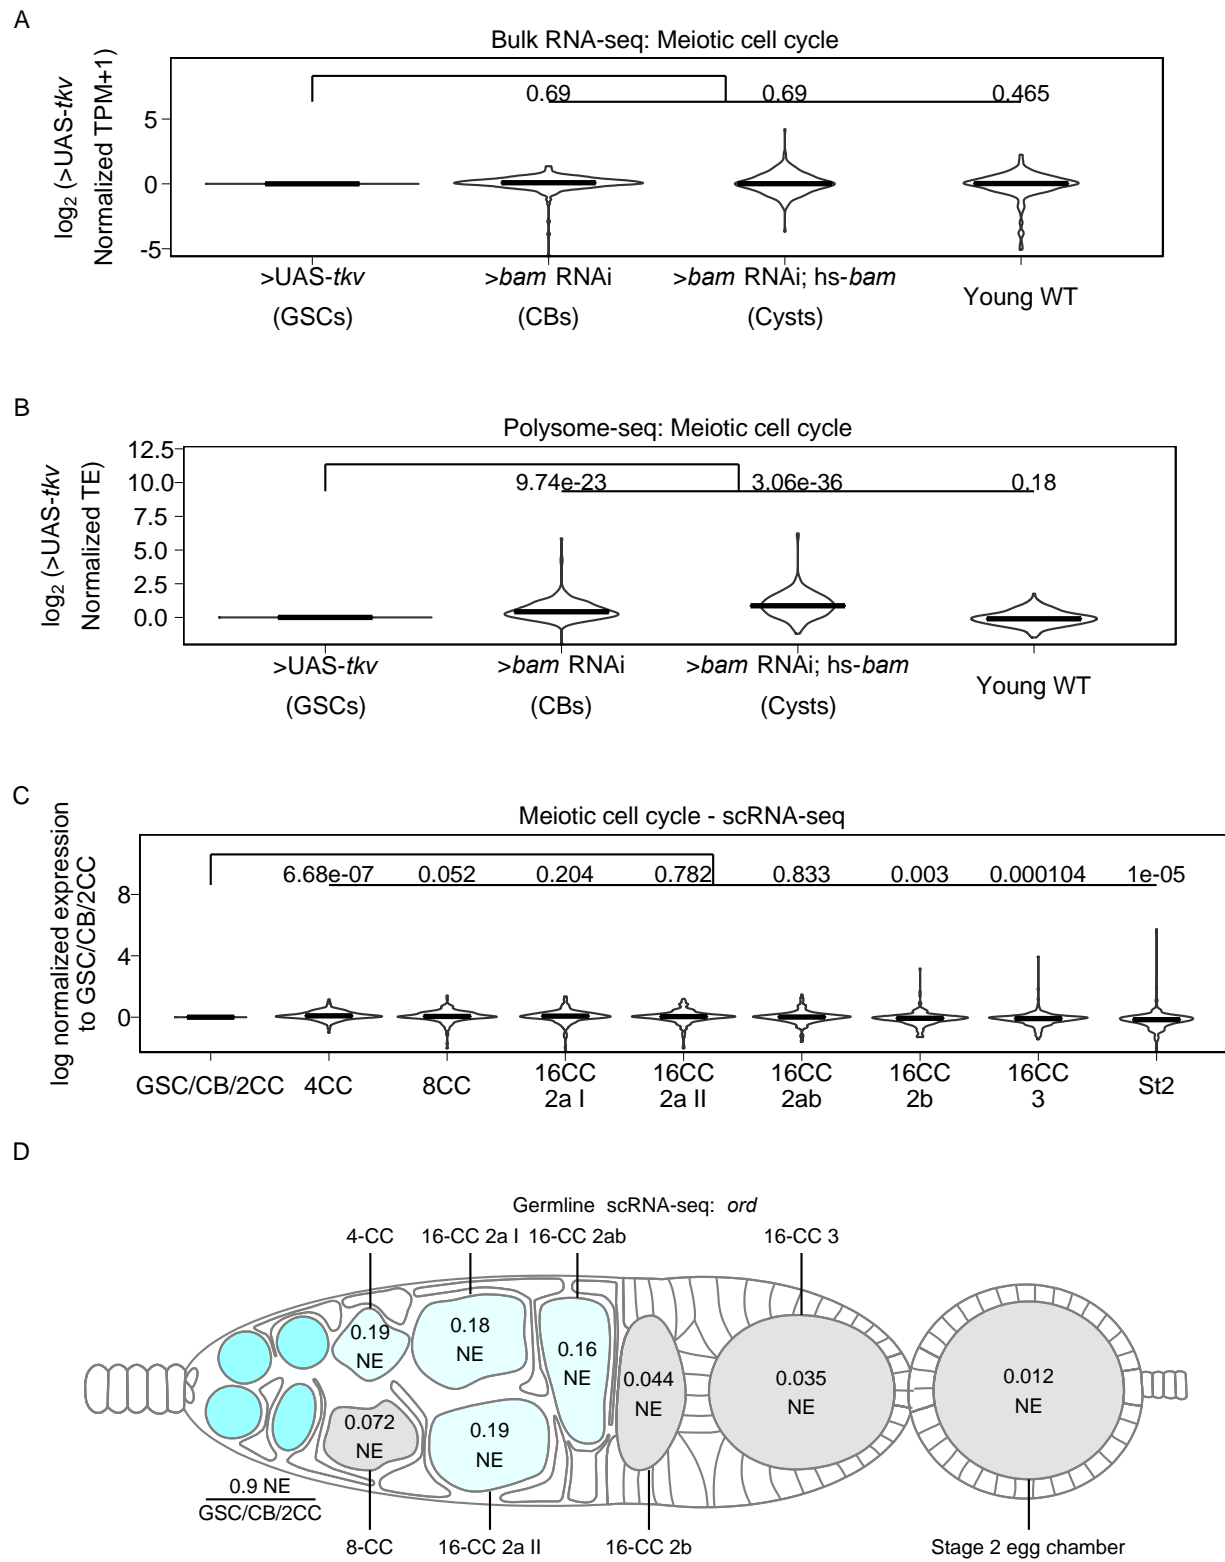 A
Bulk RNA-seq: Meiotic cell cycle
log2 (>UAS-tkv
Normalized TPM+1)
0.69 0.69 0.465
5
0
-5
>UAS-tkv >bam RNAi >bam RNAi; hs-bam Young WT
(GSCs) (CBs) (Cysts)
B
Polysome-seq: Meiotic cell cycle
log2 (>UAS-tkv
Normalized TE)
12.5
10.0
7.5
5.0
2.5
0.0
9.74e-23 3.06e-36 0.18
>UAS-tkv >bam RNAi >bam RNAi; hs-bam Young WT
(GSCs) (CBs) (Cysts)
C
Meiotic cell cycle - scRNA-seq
log normalized expression
to GSC/CB/2CC
6.68e-07 0.052 0.204 0.782 0.833 0.003 0.000104 1e-05
8
4
0
GSC/CB/2CC 4CC 8CC 16CC 16CC 16CC 16CC 16CC St2
2a I 2a II 2ab 2b 3
D
Germline scRNA-seq: ord
4-CC 16-CC 2a I 16-CC 2ab 16-CC 3
0.19
NE
0.18
NE
0.16
NE
0.044
NE
0.035
NE
0.012
NE
0.072
NE
0.19
NE
0.9 NE
GSC/CB/2CC
8-CC 16-CC 2a II 16-CC 2b Stage 2 egg chamber